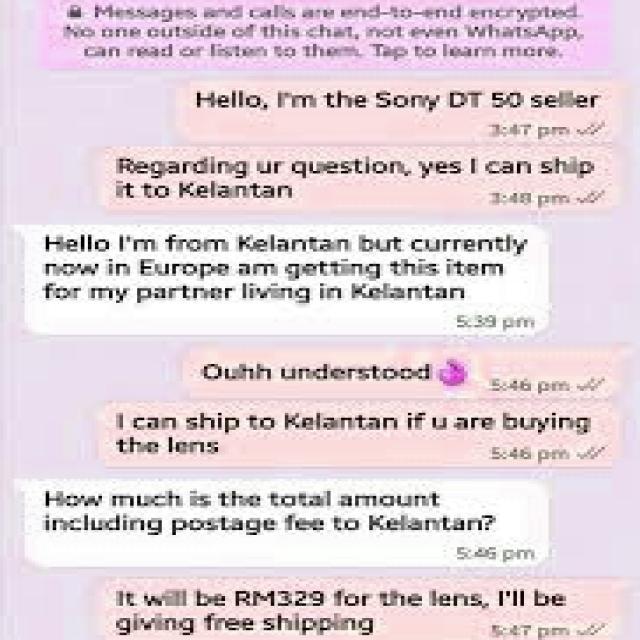 Messages and calls are end-to-end encrypted.
No one outside of this chat, not even WhatsApp,
can read or listen to them. Tap to learn more.
Hello, I'm the Sony DT 50 seller
3:47 pm
Regarding ur question, yes I can ship
it to Kelantan
3:48 pm
Hello I'm from Kelantan but currently
now in Europe am getting this item
for my partner living in Kelantan
5:39 pm
Ouhh understood
5:46 pm
I can ship to Kelantan if u are buying
the lens
5:46 pm
How much is the total amount
including postage fee to Kelantan?
5:46 pm
It will be RM329 for the lens, I'll be
giving free shipping
5:47 pm